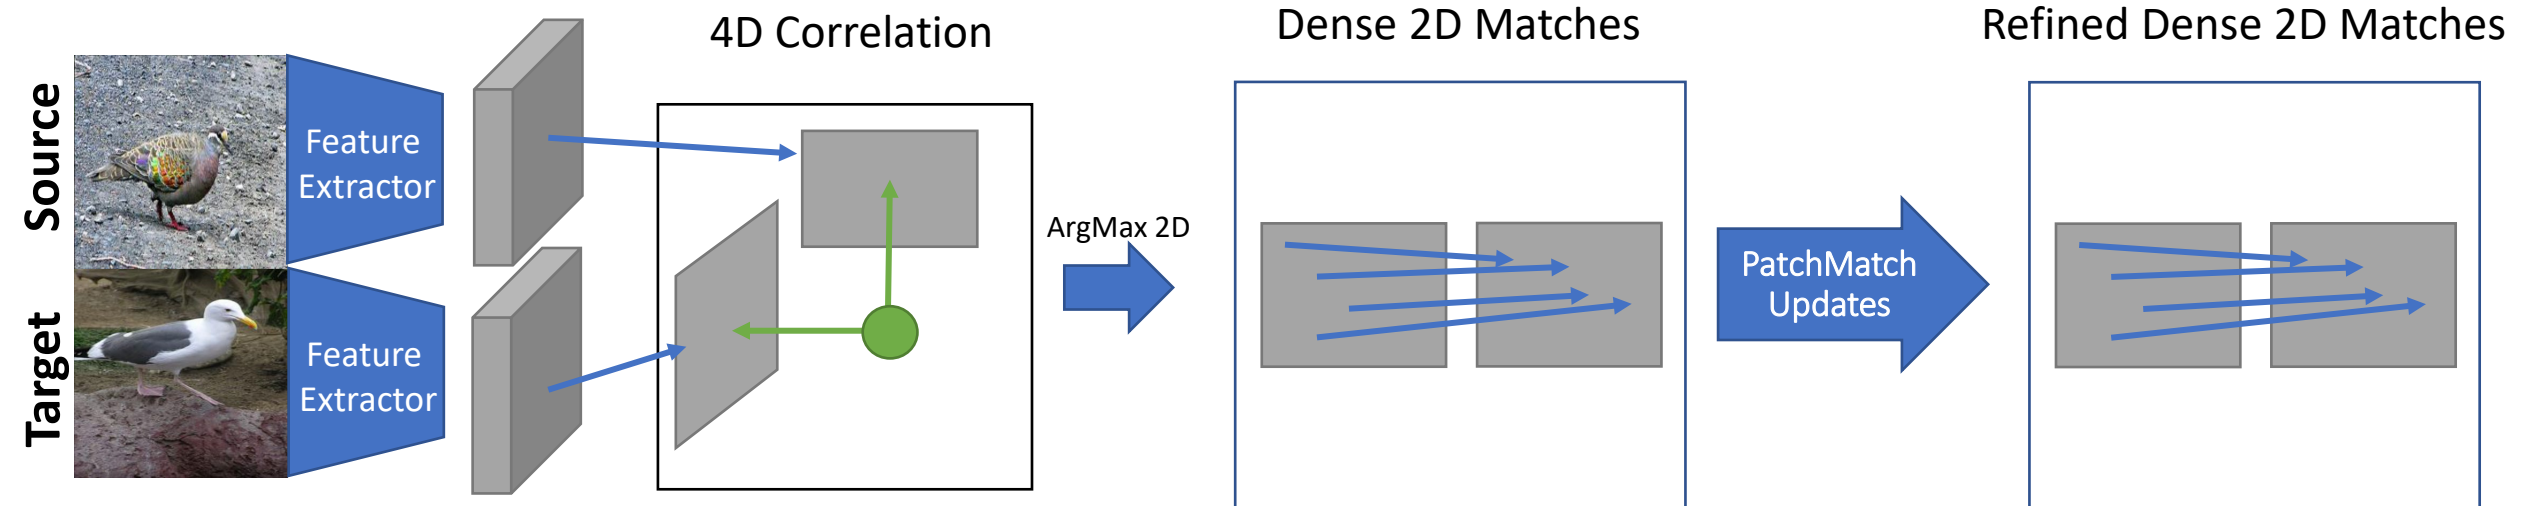 4D Correlation
Dense 2D Matches
Refined Dense 2D Matches
Source
Feature
Extractor
ArgMax 2D
PatchMatch
Updates
Target
Feature
Extractor